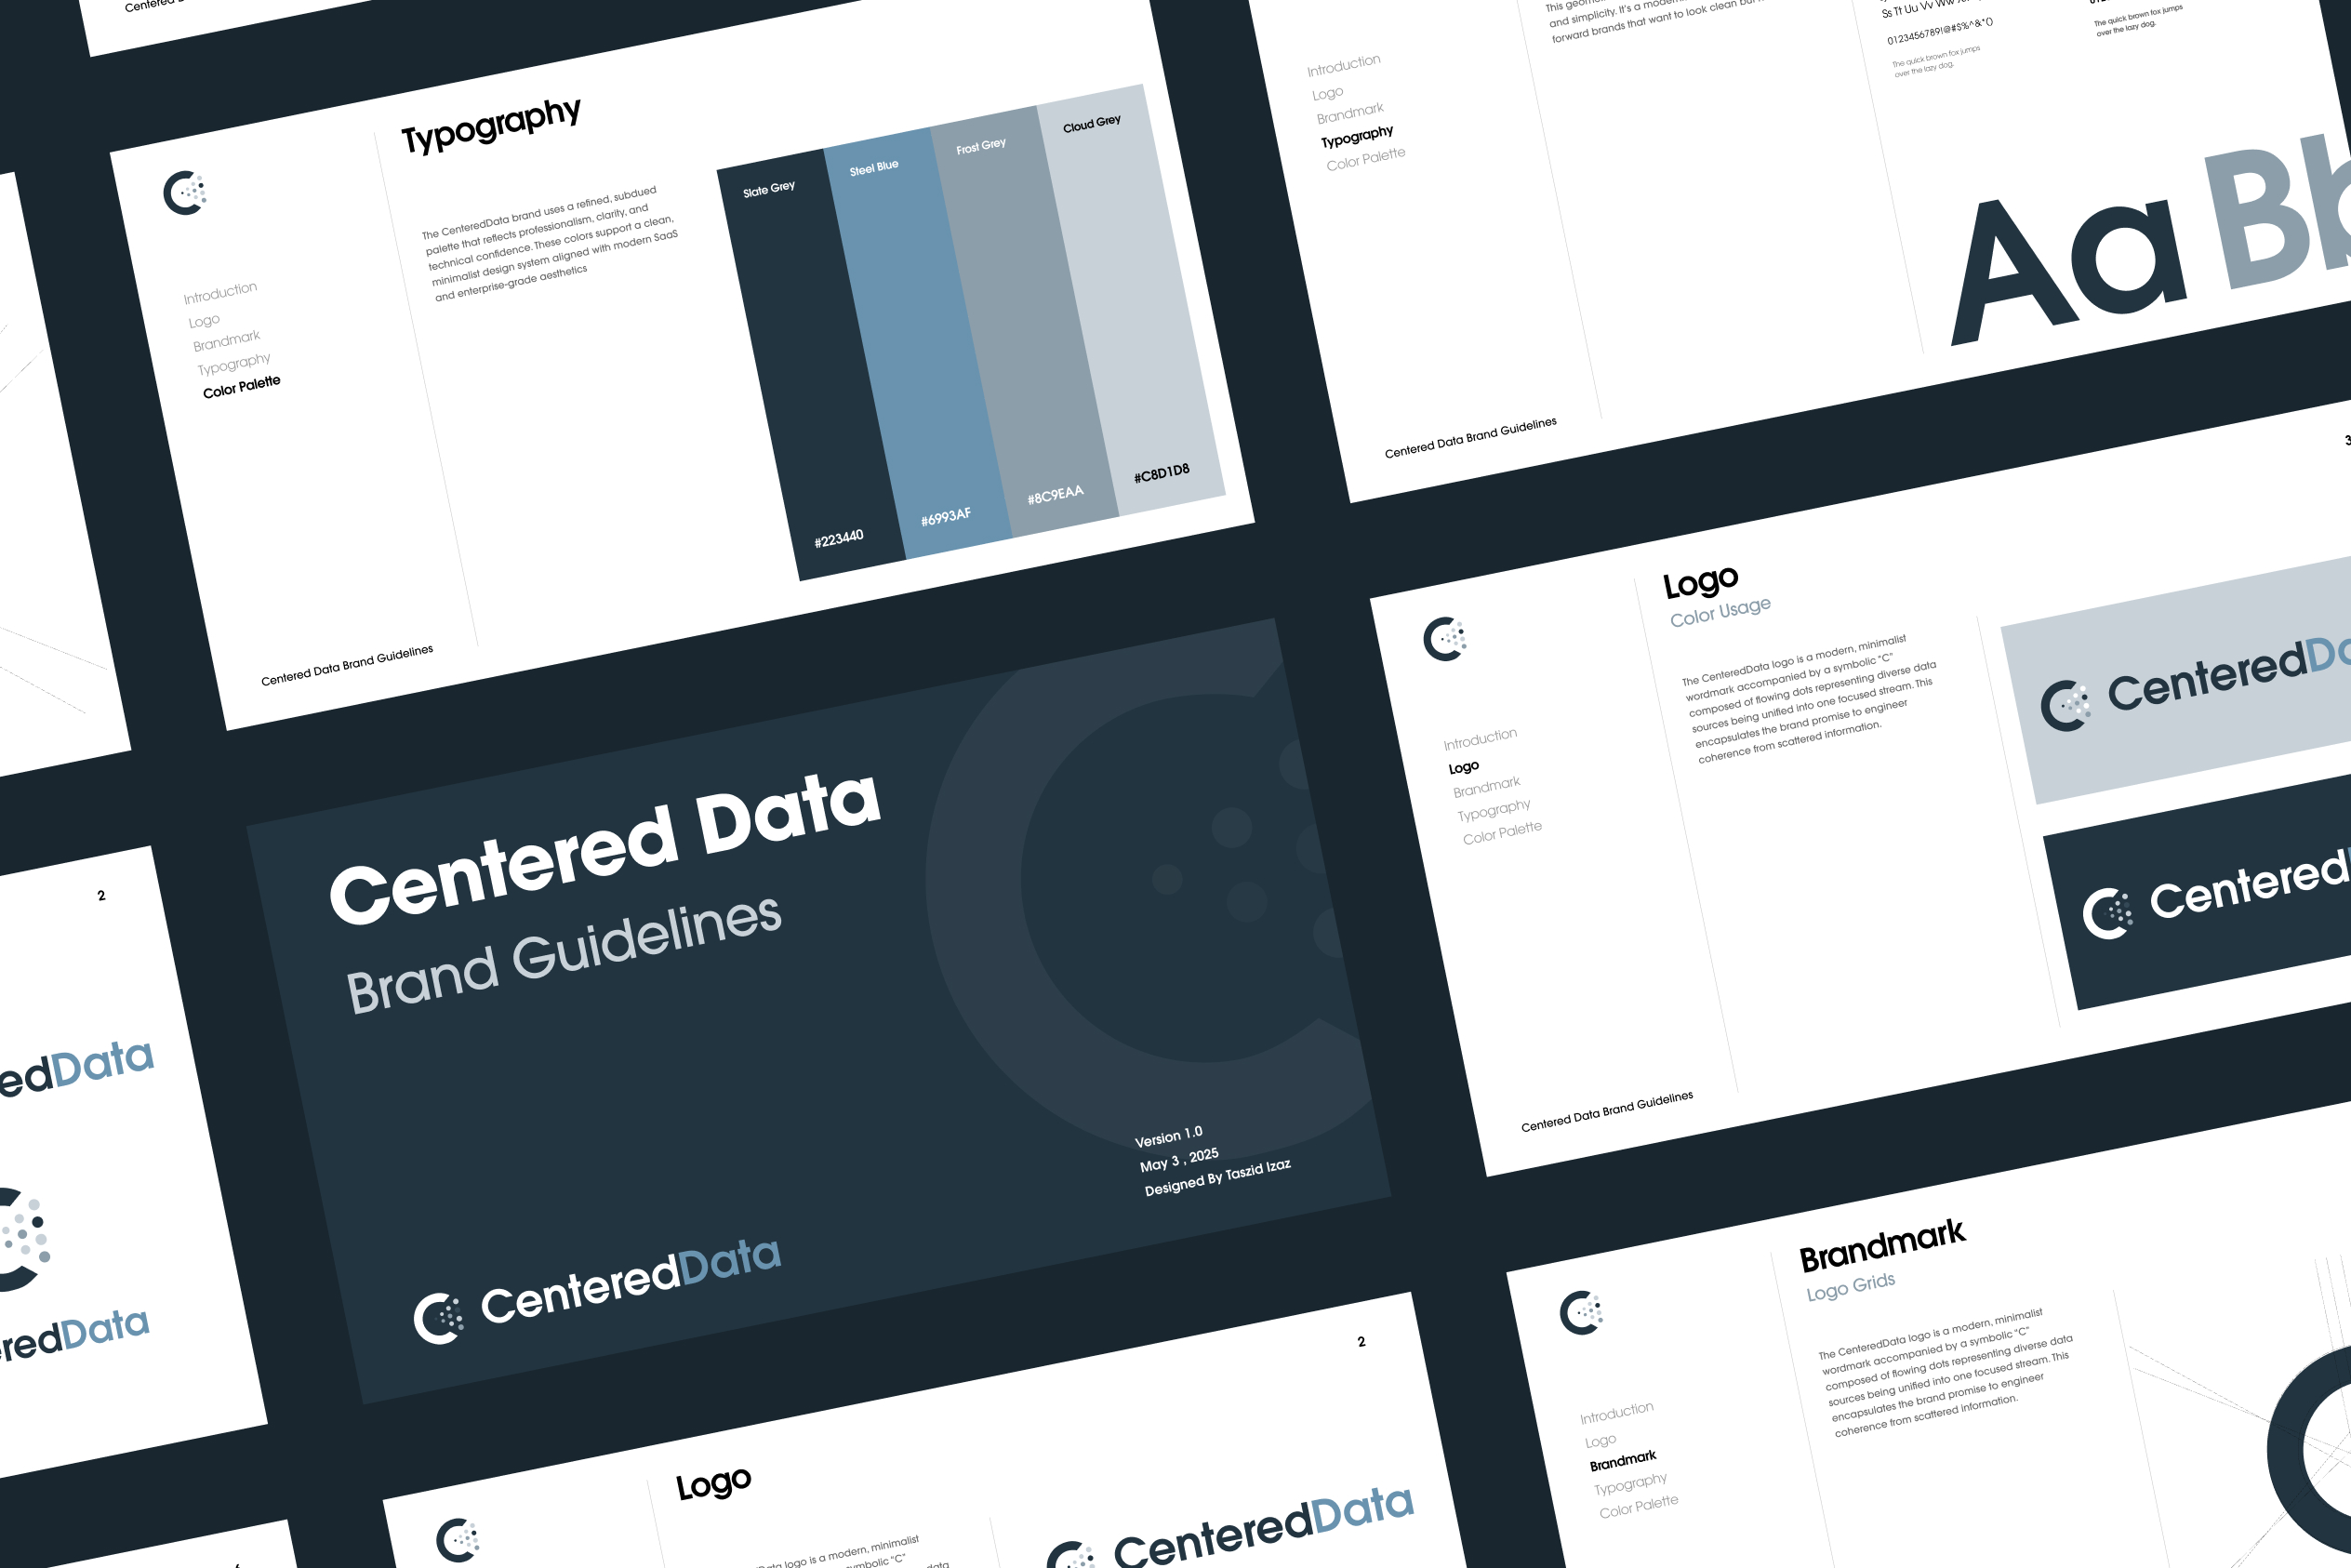 Centered
Typography
The CenteredData brand uses a refined, subdued
palette that reflects professionalism, clarity, and
technical confidence. These colors support a clean,
minimalist design system aligned with modern SaaS
and enterprise-grade aesthetics
Introduction
Logo
Brandmark
Typography
Color Palette
Centered Data Brand Guidelines
Slate Grey
Steel Blue
Frost Grey
Cloud Grey
#223440
#6993AF
#8C9EAA
#C8D1D8
and simplicity. It's a modern
forward brands that want to look clean but
Introduction
Logo
Brandmark
Typography
Color Palette
Centered Data Brand Guidelines
Ss Tt Uu Vv Ww
0123456789!@#$%^&*()
The quick brown fox jumps
over the lazy dog.
The quick brown fox jumps
over the lazy dog.
Aa Bb
2
edData
redData
Centered Data
Brand Guidelines
Version 1.0
May 3 , 2025
Designed By Taszid Izaz
CenteredData
3
Logo
Color Usage
The CenteredData logo is a modern, minimalist
wordmark accompanied by a symbolic "C"
composed of flowing dots representing diverse data
sources being unified into one focused stream. This
encapsulates the brand promise to engineer
coherence from scattered information.
Introduction
Logo
Brandmark
Typography
Color Palette
Centered Data Brand Guidelines
CenteredDa
Centered
2
Logo
Data logo is a modern, minimalist
symbolic "C"
data
CenteredData
Brandmark
Logo Grids
The CenteredData logo is a modern, minimalist
wordmark accompanied by a symbolic "C"
composed of flowing dots representing diverse data
sources being unified into one focused stream. This
encapsulates the brand promise to engineer
coherence from scattered information.
Introduction
Logo
Brandmark
Typography
Color Palette